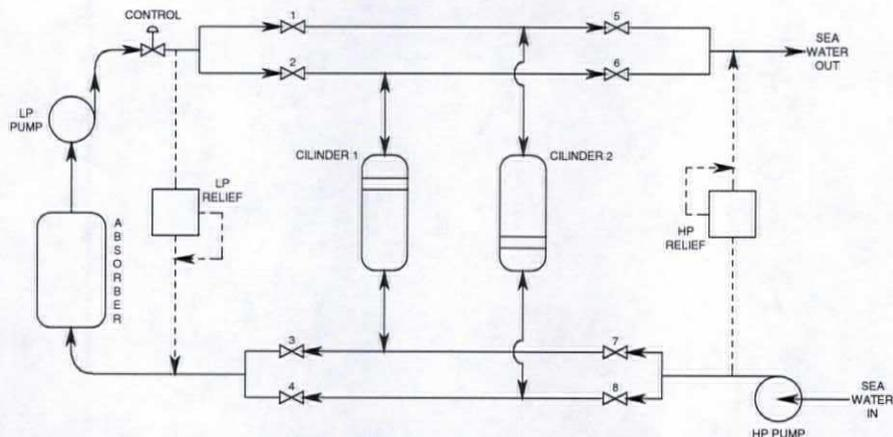 CONTROL
1
5
SEA
WATER
OUT
2
6
LP
PUMP
CILINDER 1
CILINDER 2
LP
RELIEF
HP
RELIEF
ABSORBER
3
7
4
8
SEA
WATER
IN
HP PUMP